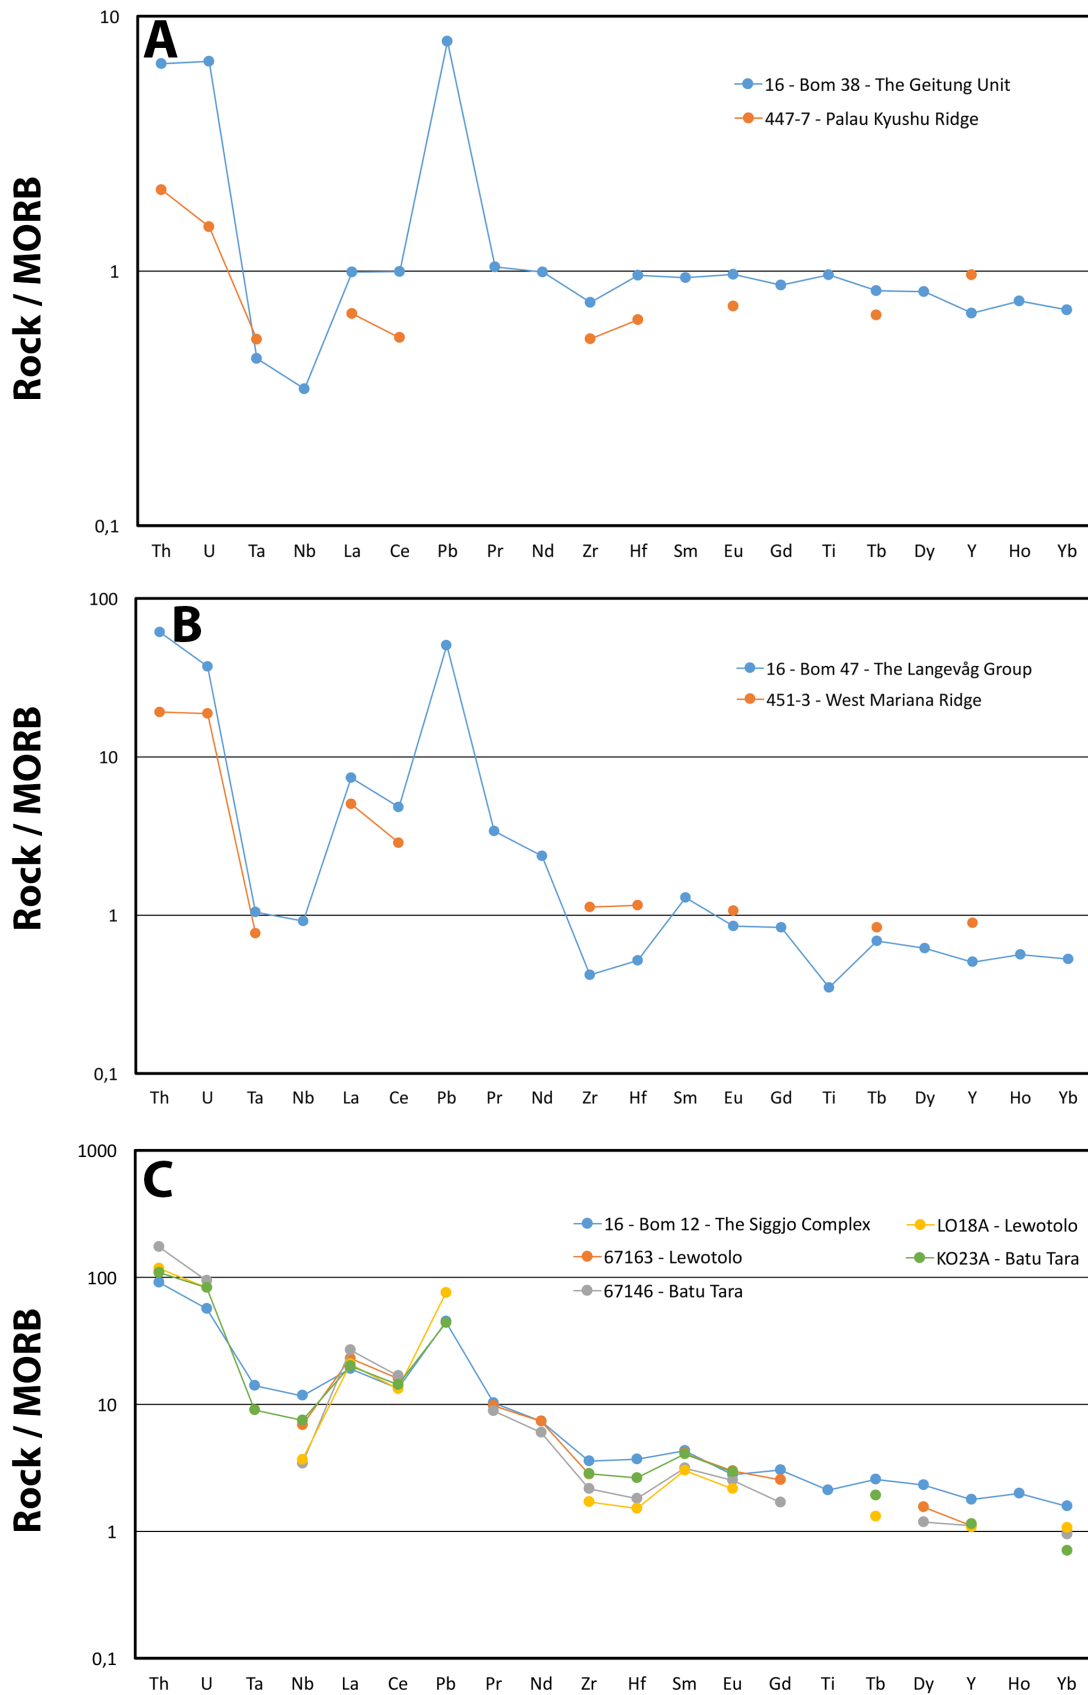 10
A
16 - Bom 38 - The Geitung Unit
447-7 - Palau Kyushu Ridge
Rock / MORB
1
0,1
Th U Ta Nb La Ce Pb Pr Nd Zr Hf Sm Eu Gd Ti Tb Dy Y Ho Yb
100
B
16 - Bom 47 - The Langevåg Group
451-3 - West Mariana Ridge
10
Rock / MORB
1
0,1
Th U Ta Nb La Ce Pb Pr Nd Zr Hf Sm Eu Gd Ti Tb Dy Y Ho Yb
1000
C
16 - Bom 12 - The Siggjo Complex LO18A - Lewotolo
67163 - Lewotolo KO23A - Batu Tara
67146 - Batu Tara
100
10
Rock / MORB
1
0,1
Th U Ta Nb La Ce Pb Pr Nd Zr Hf Sm Eu Gd Ti Tb Dy Y Ho Yb